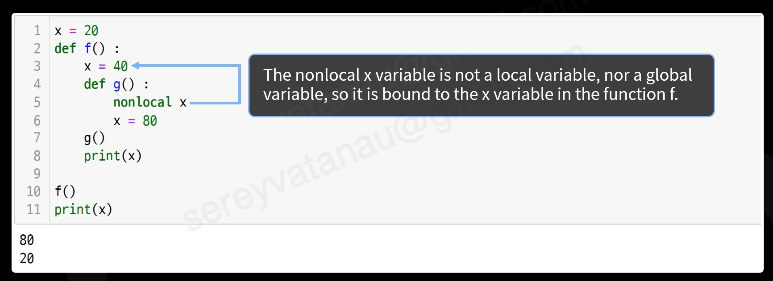 1 x = 20
2 def f() :
3 x = 40
4 def g() :
5 nonlocal x
6 x = 80
7 g()
8 print(x)
9
10 f()
11 print(x)
The nonlocal x variable is not a local variable, nor a global
variable, so it is bound to the x variable in the function f.
80
20
sereyvatanau@g